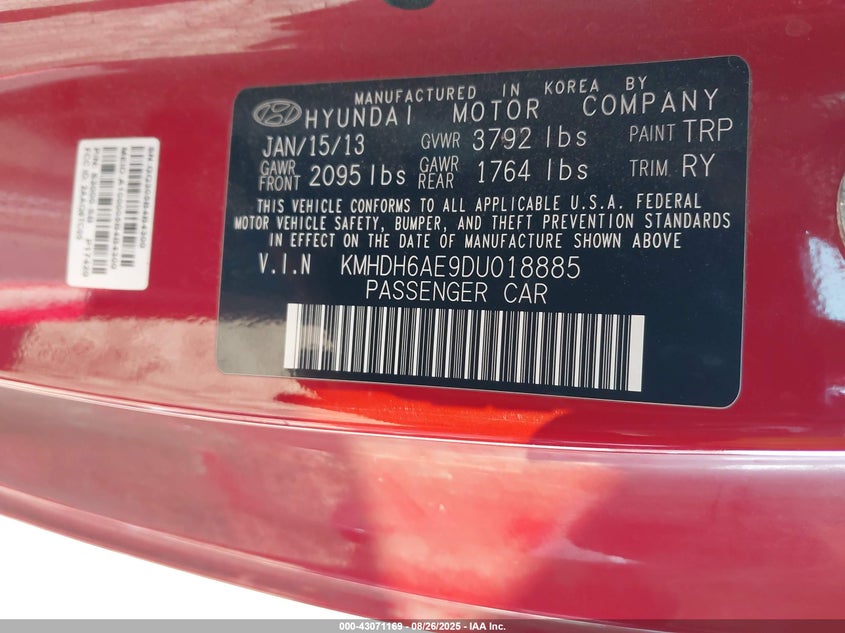 MANUFACTURED IN KOREA BY
HYUNDAI MOTOR COMPANY
JAN/15/13 GVWR 3792 lbs PAINT TRP
GAWR FRONT 2095 lbs GAWR REAR 1764 lbs TRIM RY
THIS VEHICLE CONFORMS TO ALL APPLICABLE U.S.A. FEDERAL
MOTOR VEHICLE SAFETY, BUMPER, AND THEFT PREVENTION STANDARDS
IN EFFECT ON THE DATE OF MANUFACTURE SHOWN ABOVE
V.I.N KMHDH6AE9DU018885
PASSENGER CAR
P/N: S3000 SB P17420
000-43071169 - 08/26/2025 - IAA Inc.